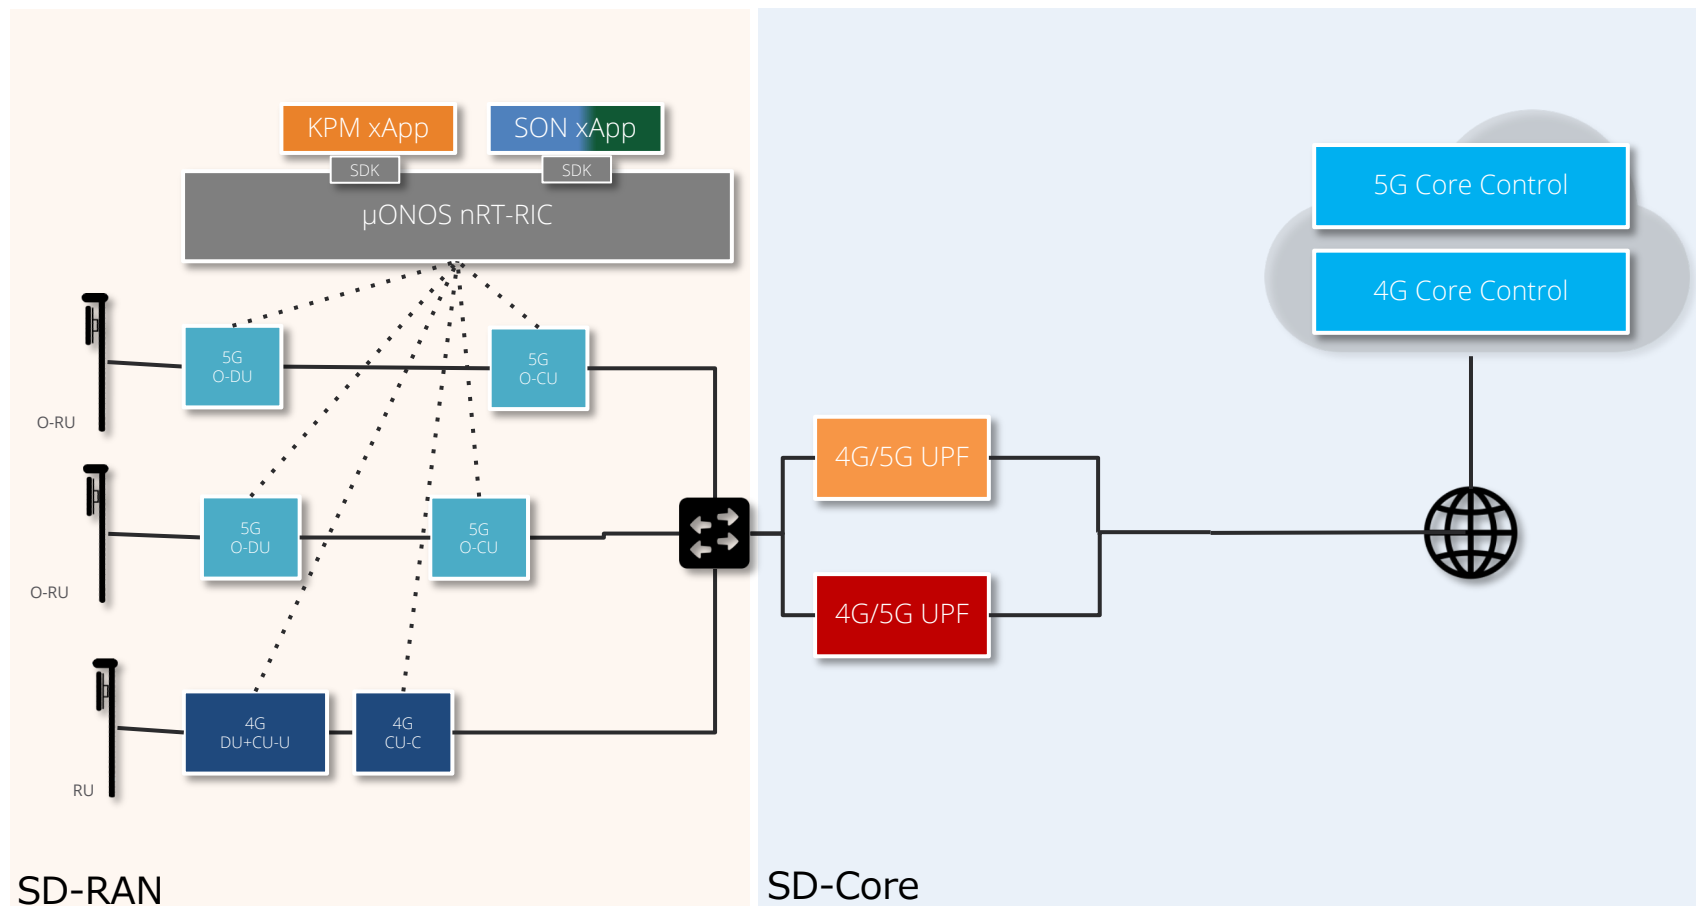 KPM xApp
SON xApp
SDK
SDK
µONOS nRT-RIC
5G
O-DU
5G
O-CU
O-RU
5G
O-DU
5G
O-CU
O-RU
4G
DU+CU-U
4G
CU-C
RU
SD-RAN
5G Core Control
4G Core Control
4G/5G UPF
4G/5G UPF
SD-Core